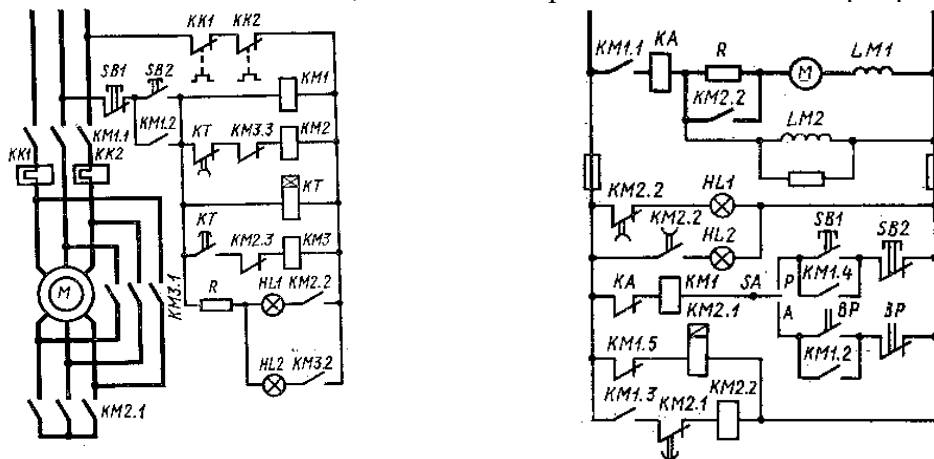 KK1 KK2
SB1 SB2
KM1
KM1.1
KM1.2
KT KM3.3 KM2
KK1 KK2
KT
KT
KM2.3 KM3
KM3.1
R HL1 KM2.2
M
HL2 KM3.2
KM2.1
KM1.1 KA R LM1
M
KM2.2
LM2
KM2.2 HL1
KM2.2
HL2
SB1 SB2
KA KM1 SA P KM1.4
KM2.1 A BP BP
KM1.5 KM1.2
KM1.3 KM2.1 KM2.2